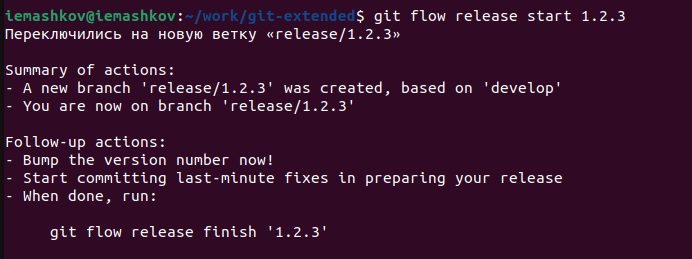 iemashkov@iemashkov:~/work/git-extended$ git flow release start 1.2.3
Переключились на новую ветку «release/1.2.3»
Summary of actions:
- A new branch 'release/1.2.3' was created, based on 'develop'
- You are now on branch 'release/1.2.3'
Follow-up actions:
- Bump the version number now!
- Start committing last-minute fixes in preparing your release
- When done, run:
git flow release finish '1.2.3'